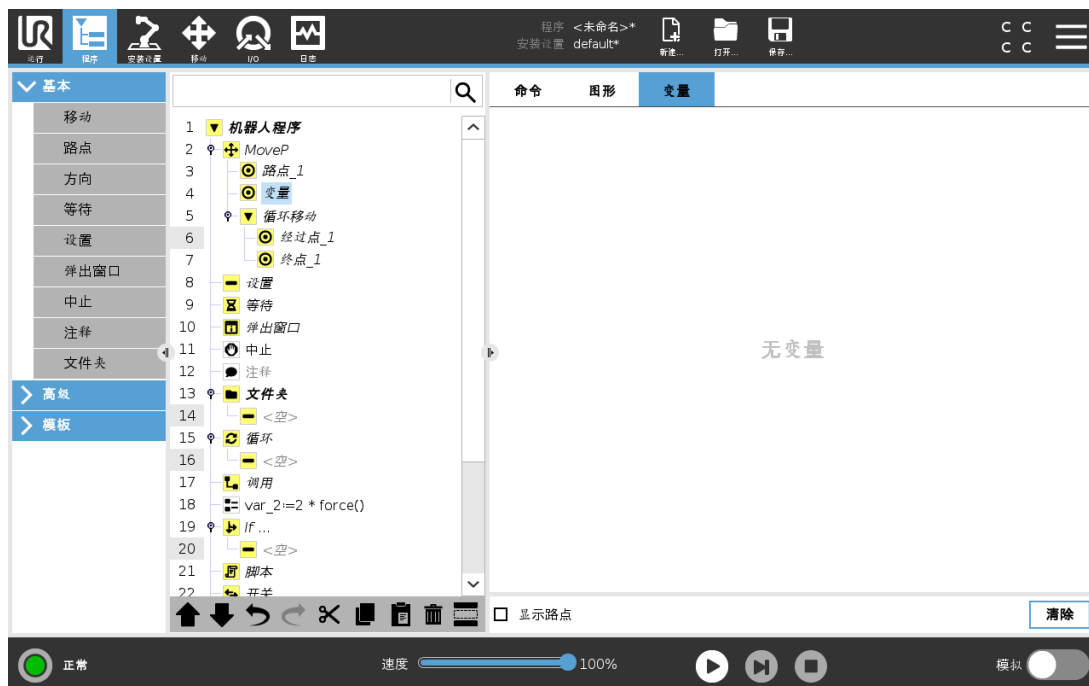 程序 <未命名>*
安装设置 default*
运行
程序
安装设置
移动
I/O
日志
新建...
打开...
保存...
C C
C C
基本
移动
路点
方向
等待
设置
弹出窗口
中止
注释
文件夹
高级
模板
1 机器人程序
2 MoveP
3 路点_1
4 变量
5 循环移动
6 经过点_1
7 终点_1
8 设置
9 等待
10 弹出窗口
11 中止
12 注释
13 文件夹
14 <空>
15 循环
16 <空>
17 调用
18 var_2:=2 * force()
19 If ...
20 <空>
21 脚本
22 开关
命令
图形
变量
无变量
显示路点
清除
正常
速度
100%
模拟